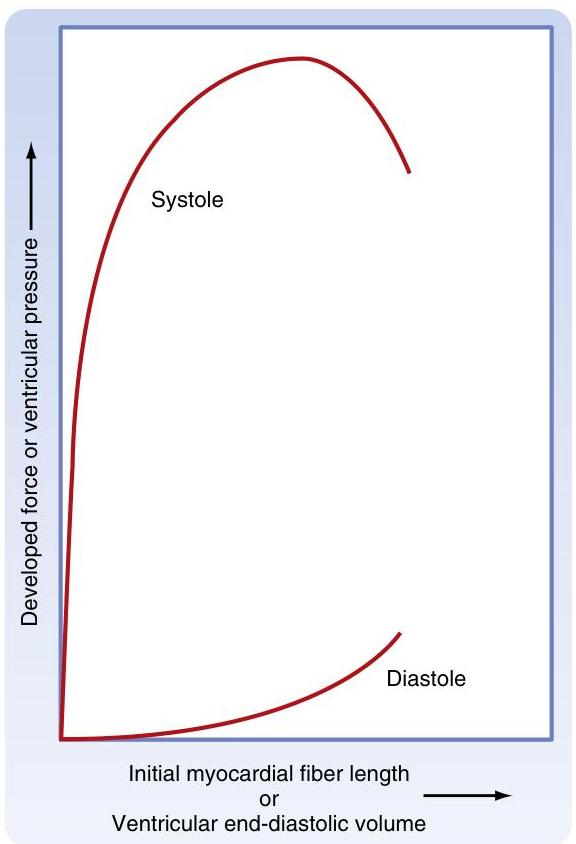 Developed force or ventricular pressure
Systole
Diastole
Initial myocardial fiber length
or
Ventricular end-diastolic volume